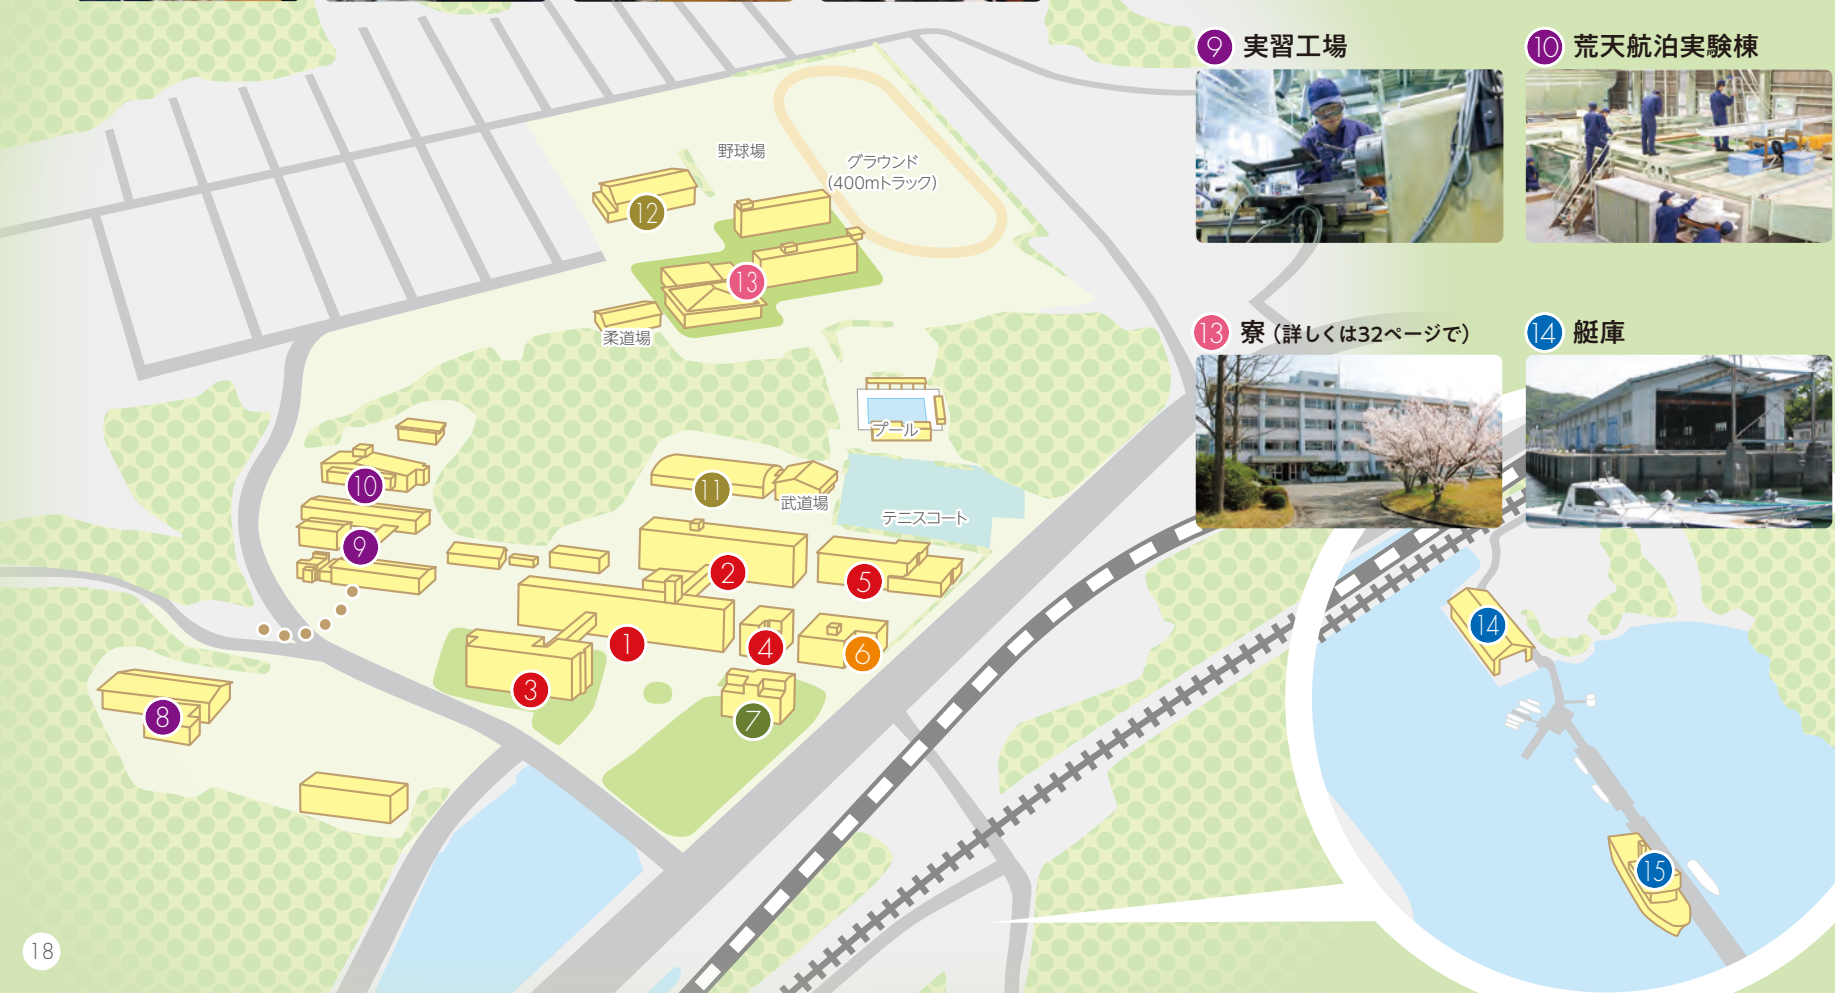 9 実習工場
10 荒天航泊実験棟
野球場
グラウンド
(400mトラック)
12
13
柔道場
13 寮（詳しくは32ページで）
14 艇庫
プール
10
11
武道場
テニスコート
9
2
5
1
4
6
3
7
8
14
15
18